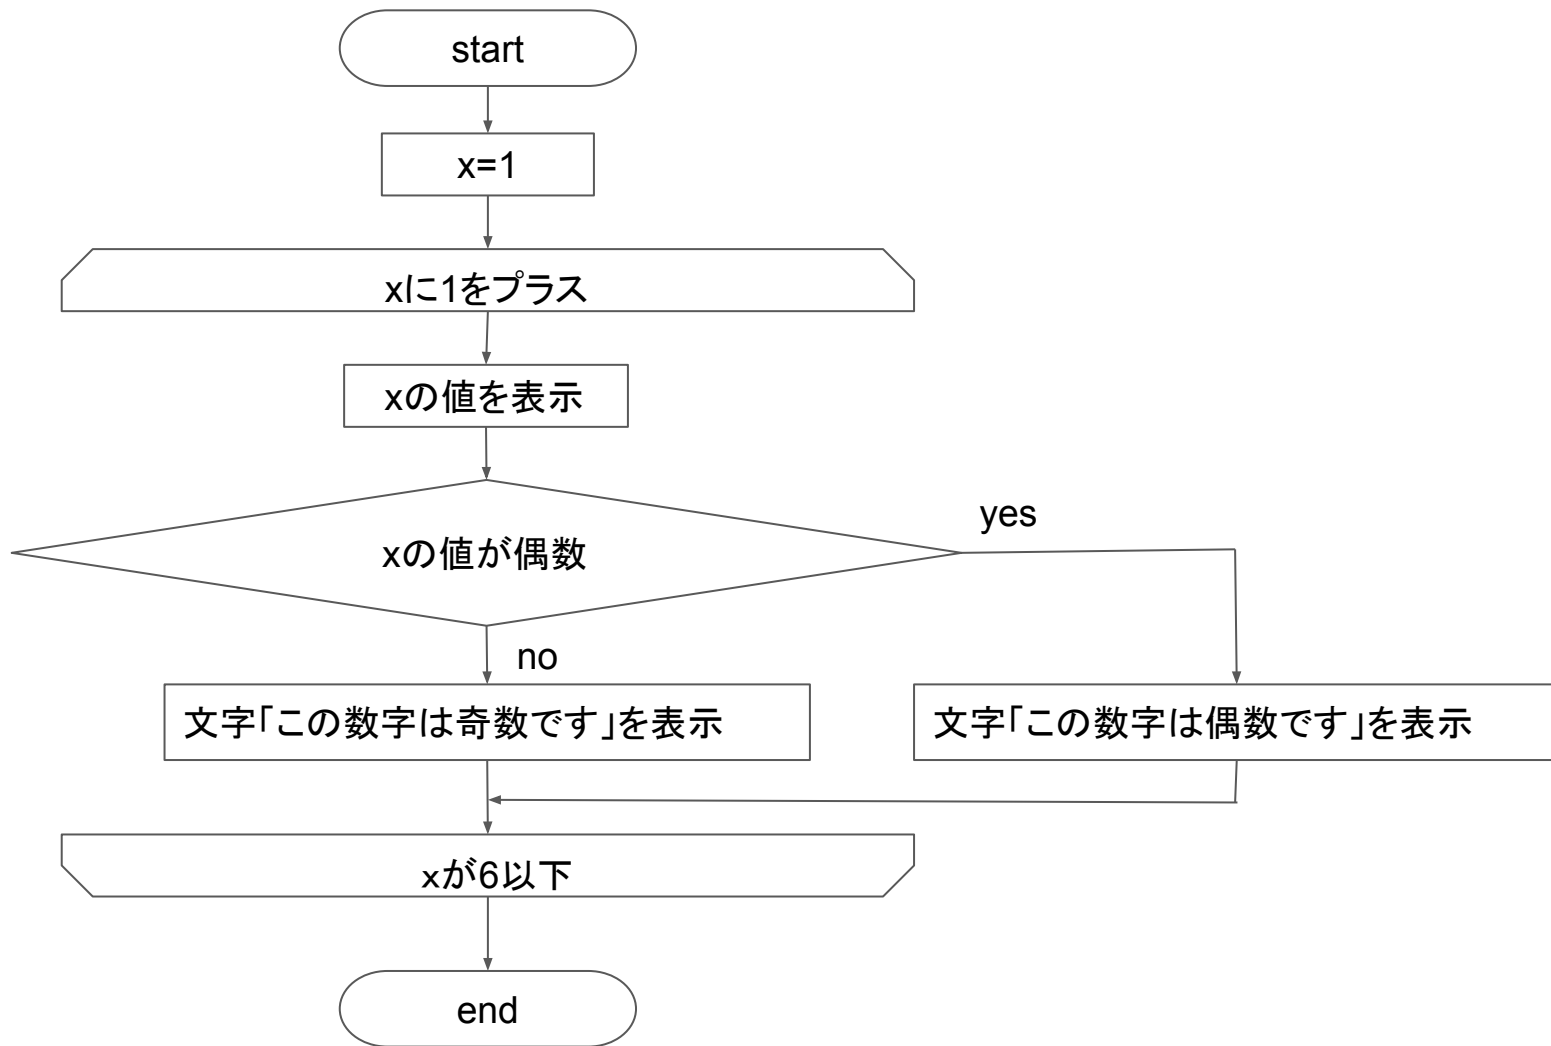 start
x=1
xに1をプラス
xの値を表示
xの値が偶数
yes
no
文字「この数字は奇数です」を表示
文字「この数字は偶数です」を表示
xが6以下
end